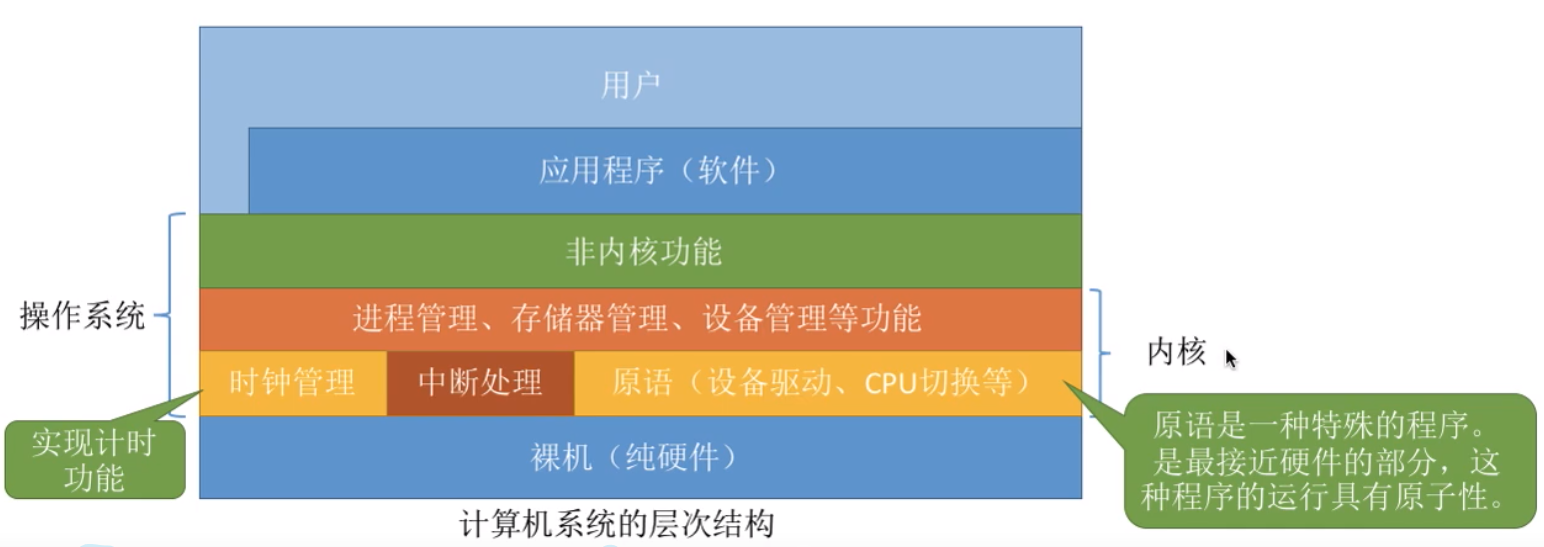 用户
应用程序（软件）
非内核功能
操作系统
进程管理、存储器管理、设备管理等功能
内核
时钟管理
中断处理
原语（设备驱动、CPU切换等）
实现计时
功能
原语是一种特殊的程序。
是最接近硬件的部分，这
种程序的运行具有原子性。
裸机（纯硬件）
计算机系统的层次结构